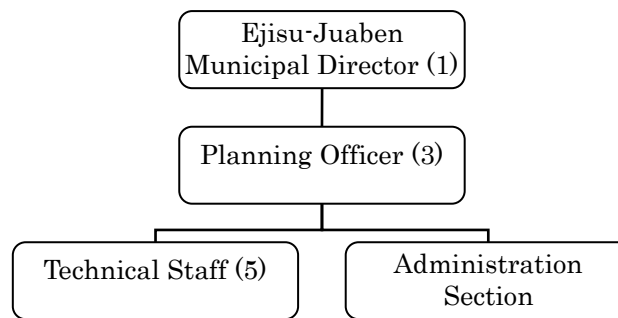 Ejisu-Juaben
Municipal Director (1)
Planning Officer (3)
Technical Staff (5)
Administration
Section